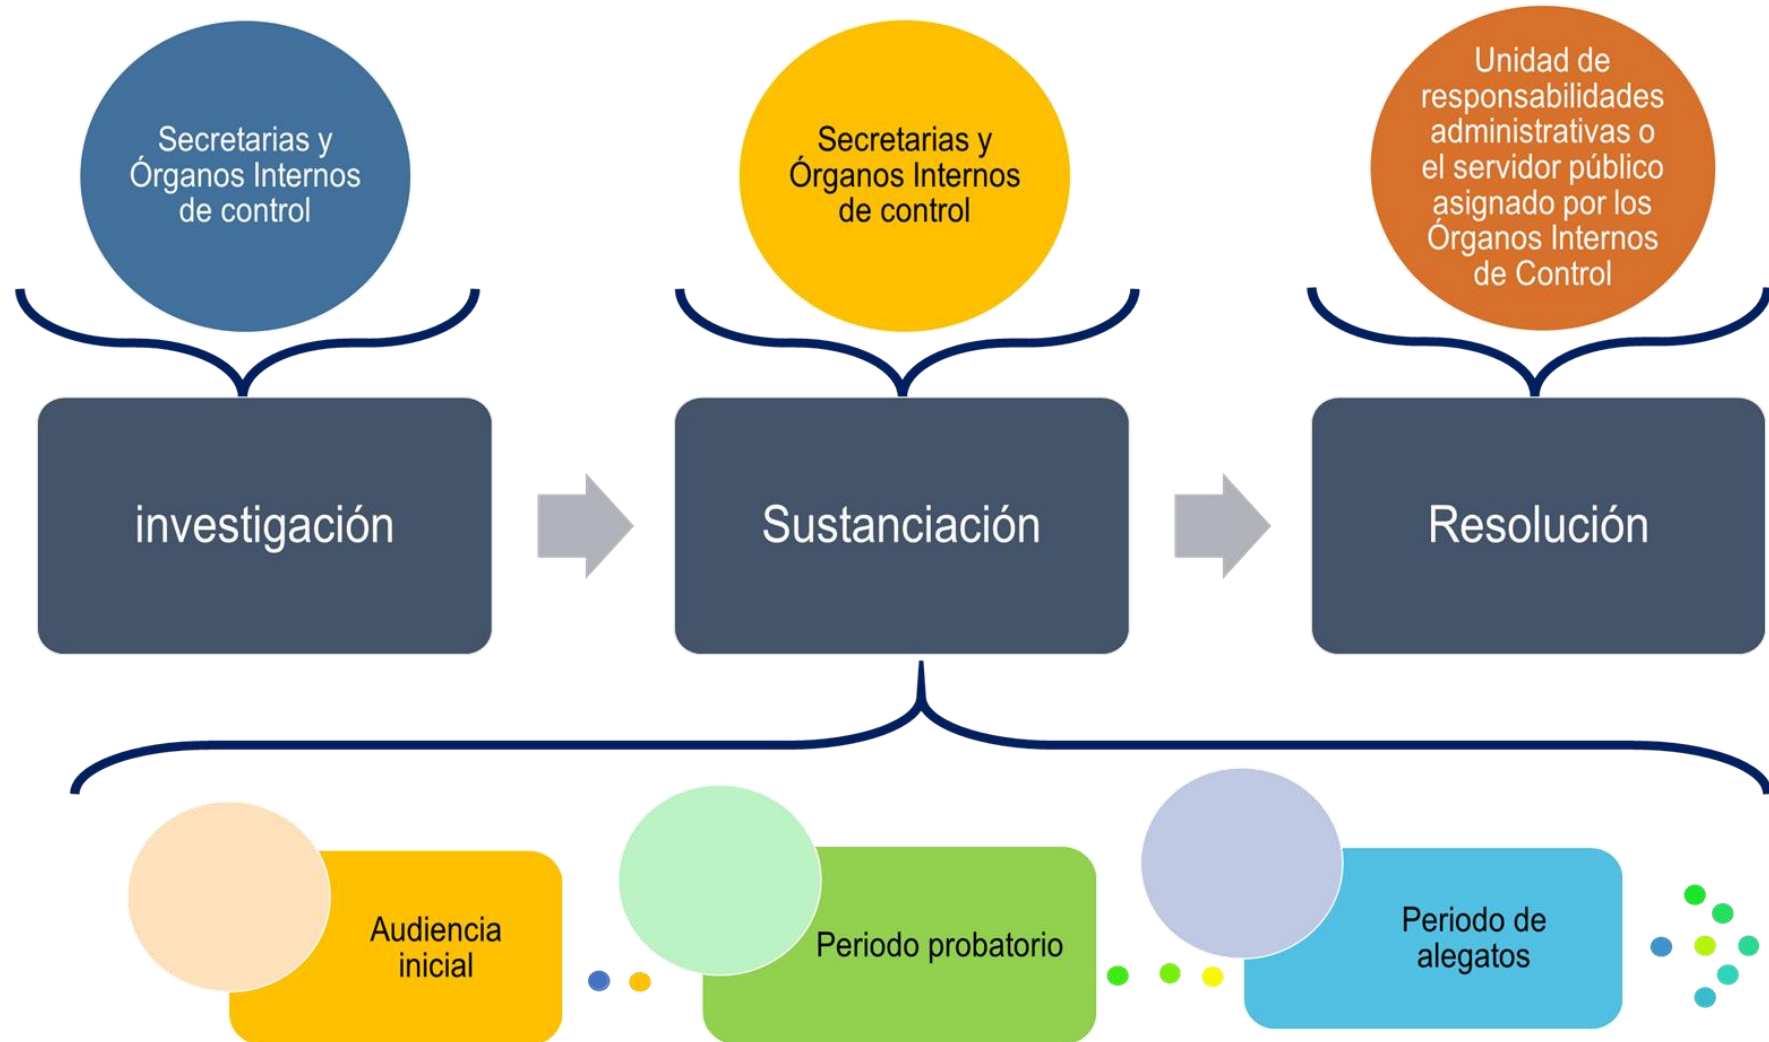 Secretarias y
Órganos Internos
de control
Secretarias y
Órganos Internos
de control
Unidad de
responsabilidades
administrativas o
el servidor público
asignado por los
Órganos Internos
de Control
investigación
Sustanciación
Resolución
Audiencia
inicial
Periodo probatorio
Periodo de
alegatos